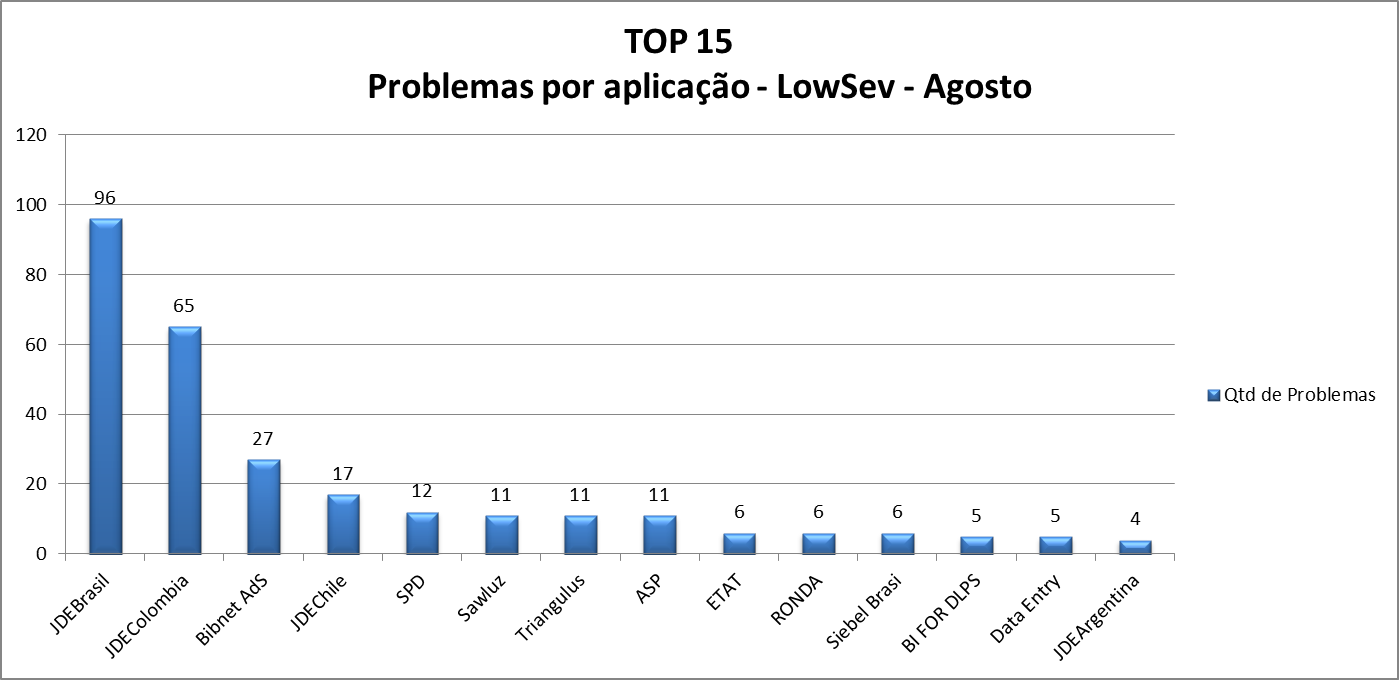 TOP 15
Problemas por aplicação - LowSev - Agosto
120
100
80
60
40
20
0
96
65
27
17
12
11
11
11
6
6
6
5
5
4
JDEBrasil
JDEColombia
Bibnet AdS
JDEChile
SPD
Sawluz
Triangulus
ASP
ETAT
RONDA
Siebel Brasi
BI FOR DLPS
Data Entry
JDEArgentina
Qtd de Problemas